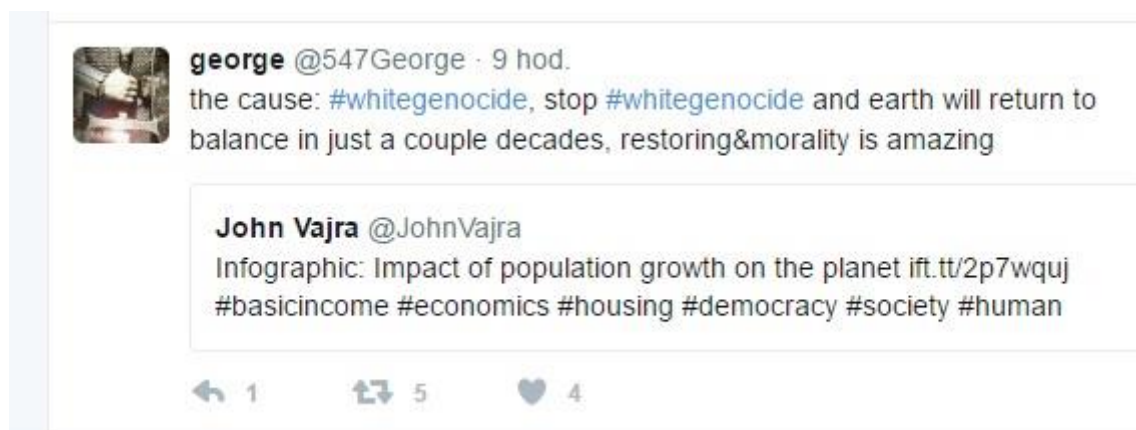 george @547George · 9 hod.
the cause: #whitegenocide, stop #whitegenocide and earth will return to
balance in just a couple decades, restoring&morality is amazing
John Vajra @JohnVajra
Infographic: Impact of population growth on the planet ift.tt/2p7wquj
#basicincome #economics #housing #democracy #society #human
1 5 4